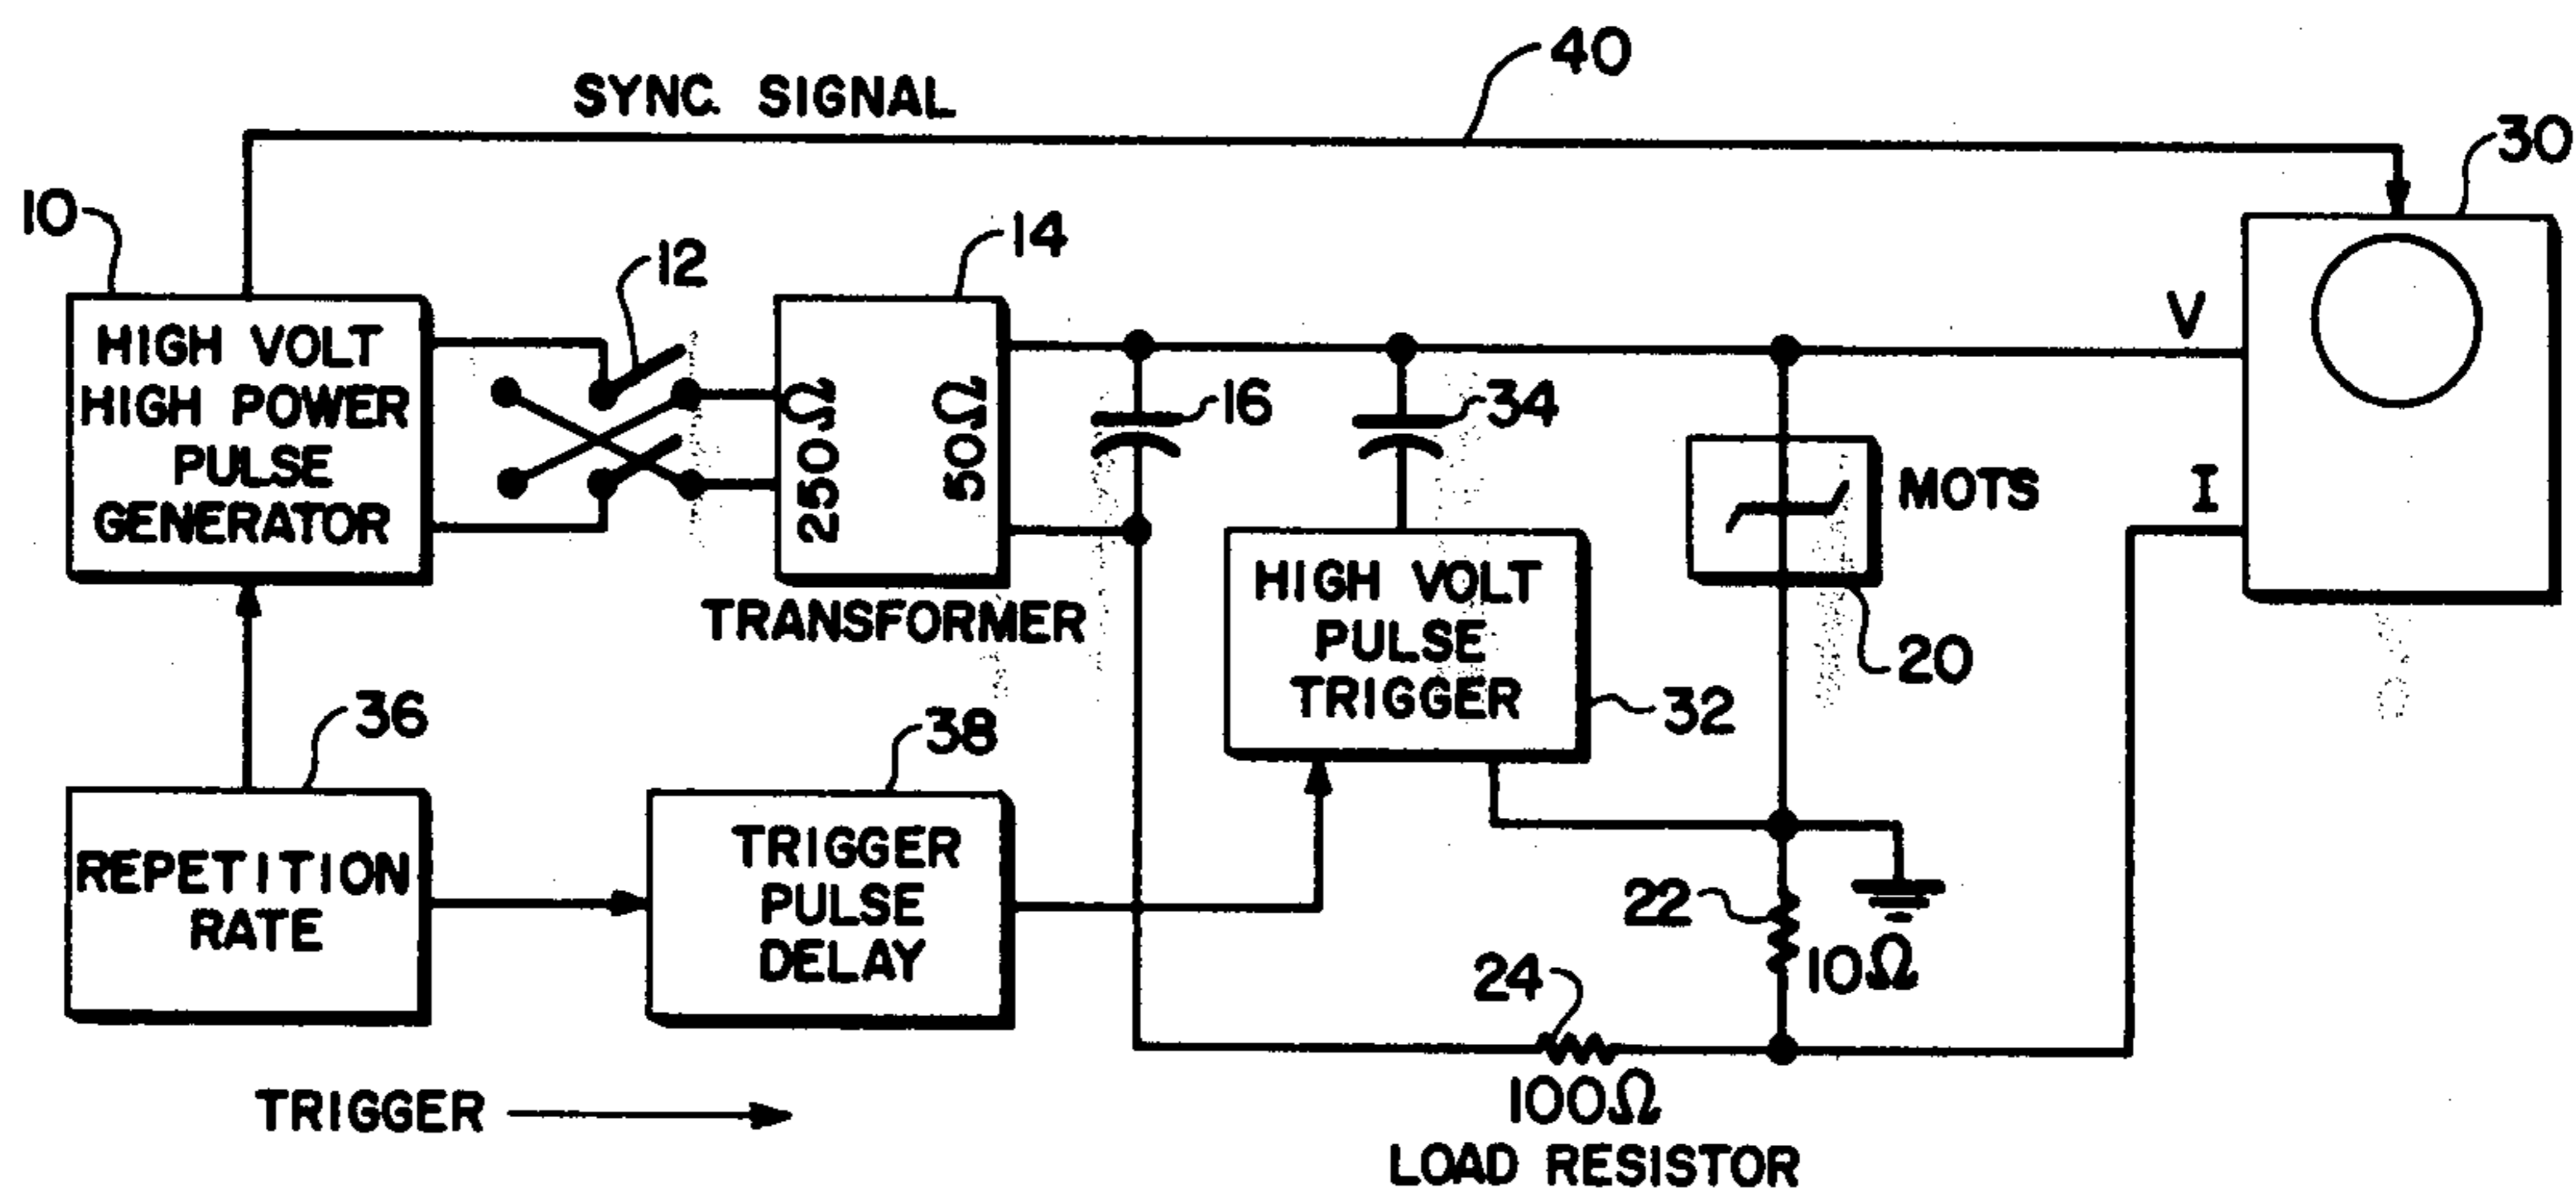 SYNC. SIGNAL
40
30
10
12
14
HIGH VOLT
HIGH POWER
PULSE
GENERATOR
250Ω
50Ω
TRANSFORMER
16
34
V
MOTS
I
20
HIGH VOLT
PULSE
TRIGGER
32
36
38
REPETITION
RATE
TRIGGER
PULSE
DELAY
22
10Ω
24
100Ω
LOAD RESISTOR
TRIGGER